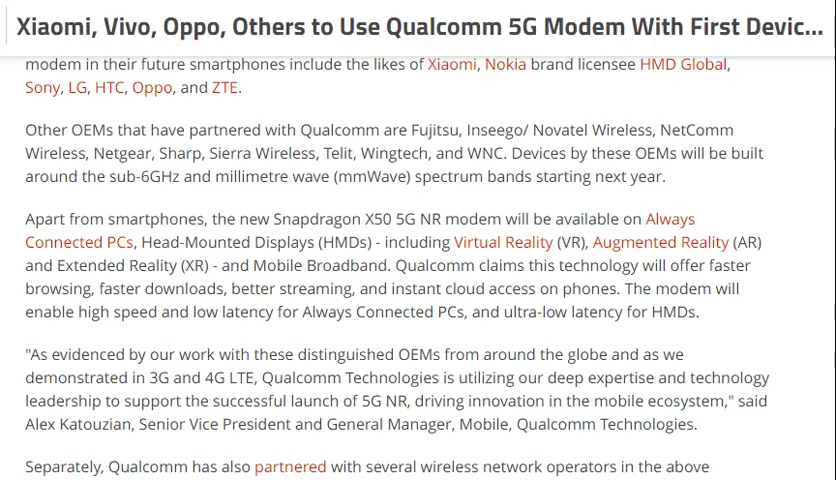 Xiaomi, Vivo, Oppo, Others to Use Qualcomm 5G Modem With First Devic...
modem in their future smartphones include the likes of Xiaomi, Nokia brand licensee HMD Global,
Sony, LG, HTC, Oppo, and ZTE.
Other OEMs that have partnered with Qualcomm are Fujitsu, Inseego/ Novatel Wireless, NetComm
Wireless, Netgear, Sharp, Sierra Wireless, Telit, Wingtech, and WNC. Devices by these OEMs will be built
around the sub-6GHz and millimetre wave (mmWave) spectrum bands starting next year.
Apart from smartphones, the new Snapdragon X50 5G NR modem will be available on Always
Connected PCs, Head-Mounted Displays (HMDs) - including Virtual Reality (VR), Augmented Reality (AR)
and Extended Reality (XR) - and Mobile Broadband. Qualcomm claims this technology will offer faster
browsing, faster downloads, better streaming, and instant cloud access on phones. The modem will
enable high speed and low latency for Always Connected PCs, and ultra-low latency for HMDs.
"As evidenced by our work with these distinguished OEMs from around the globe and as we
demonstrated in 3G and 4G LTE, Qualcomm Technologies is utilizing our deep expertise and technology
leadership to support the successful launch of 5G NR, driving innovation in the mobile ecosystem," said
Alex Katouzian, Senior Vice President and General Manager, Mobile, Qualcomm Technologies.
Separately, Qualcomm has also partnered with several wireless network operators in the above